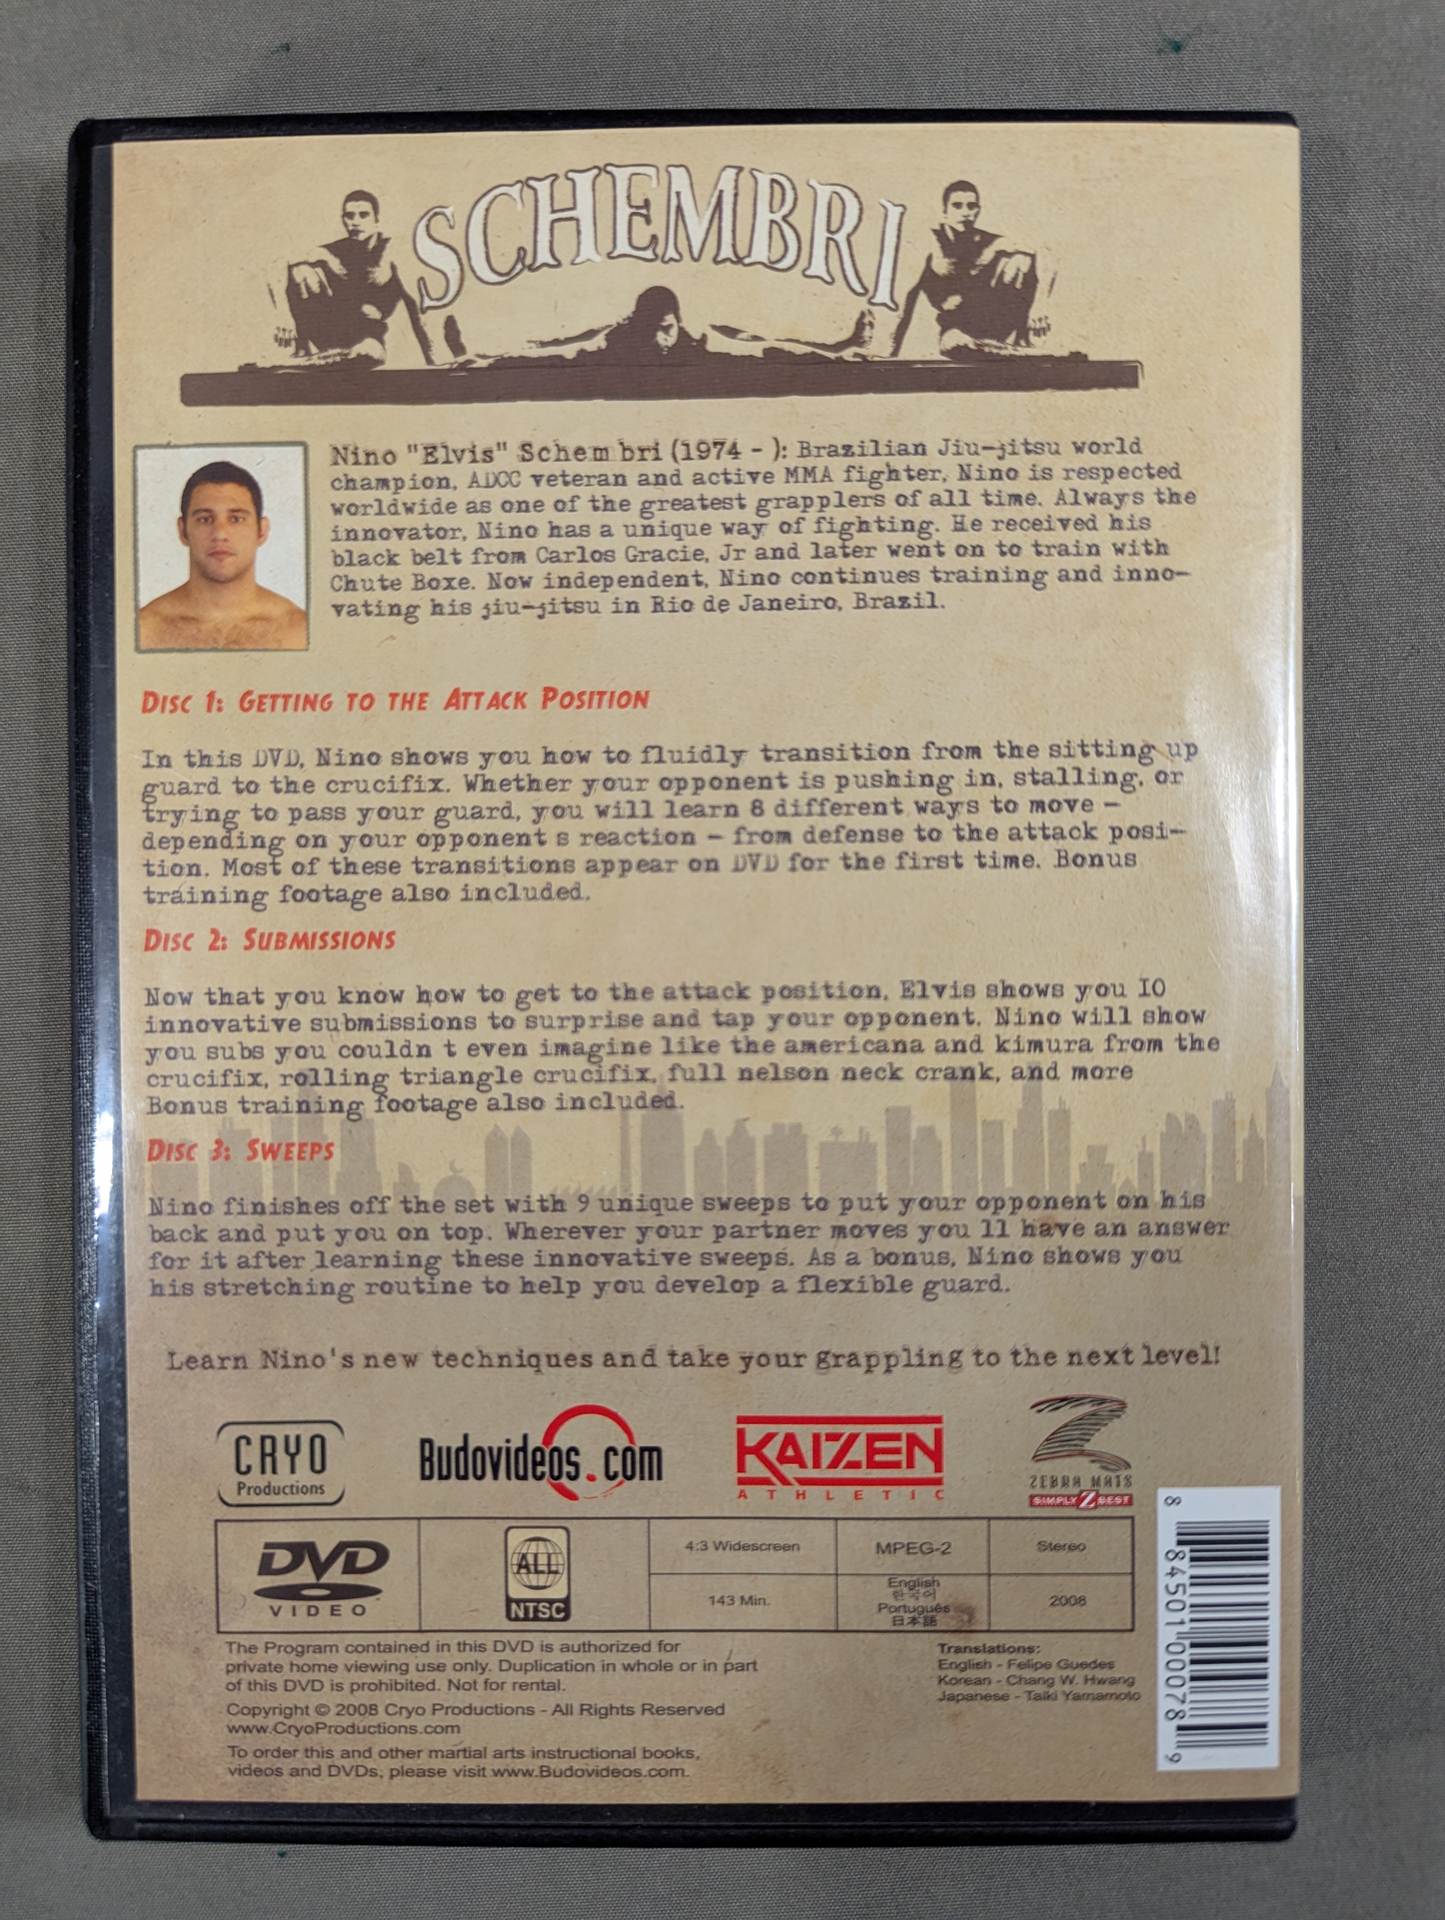 SCHEMBRI
Nino "Elvis" Schembri (1974 - ): Brazilian Jiu-jitsu world
champion, ADCC veteran and active MMA fighter, Nino is respected
worldwide as one of the greatest grapplers of all time. Always the
innovator, Nino has a unique way of fighting. He received his
black belt from Carlos Gracie, Jr and later went on to train with
Chute Boxe. Now independent, Nino continues training and inno-
vating his jiu-jitsu in Rio de Janeiro, Brazil.
DISC 1: GETTING TO THE ATTACK POSITION
In this DVD, Nino shows you how to fluidly transition from the sitting up
guard to the crucifix. Whether your opponent is pushing in, stalling, or
trying to pass your guard, you will learn 8 different ways to move -
depending on your opponent s reaction - from defense to the attack posi-
tion. Most of these transitions appear on DVD for the first time. Bonus
training footage also included.
DISC 2: SUBMISSIONS
Now that you know how to get to the attack position, Elvis shows you 10
innovative submissions to surprise and tap your opponent. Nino will show
you subs you couldn t even imagine like the americana and kimura from the
crucifix, rolling triangle crucifix, full nelson neck crank, and more
Bonus training footage also included.
DISC 3: SWEEPS
Nino finishes off the set with 9 unique sweeps to put your opponent on his
back and put you on top. Wherever your partner moves you ll have an answer
for it after learning these innovative sweeps. As a bonus, Nino shows you
his stretching routine to help you develop a flexible guard.
Learn Nino's new techniques and take your grappling to the next level!
CRYO
Productions
Budovideos.com
KAIZEN
ATHLETIC
ZEBRA MATS
SIMPLY Z BEST
DVD
VIDEO
ALL
NTSC
4:3 Widescreen
MPEG-2
Stereo
143 Min.
English
한국어
Português
日本語
2008
The Program contained in this DVD is authorized for
private home viewing use only. Duplication in whole or in part
of this DVD is prohibited. Not for rental.
Copyright © 2008 Cryo Productions - All Rights Reserved
www.CryoProductions.com
To order this and other martial arts instructional books,
videos and DVDs, please visit www.Budovideos.com.
Translations:
English - Felipe Guedes
Korean - Chang W. Hwang
Japanese - Taiki Yamamoto
8 84501 00078 9